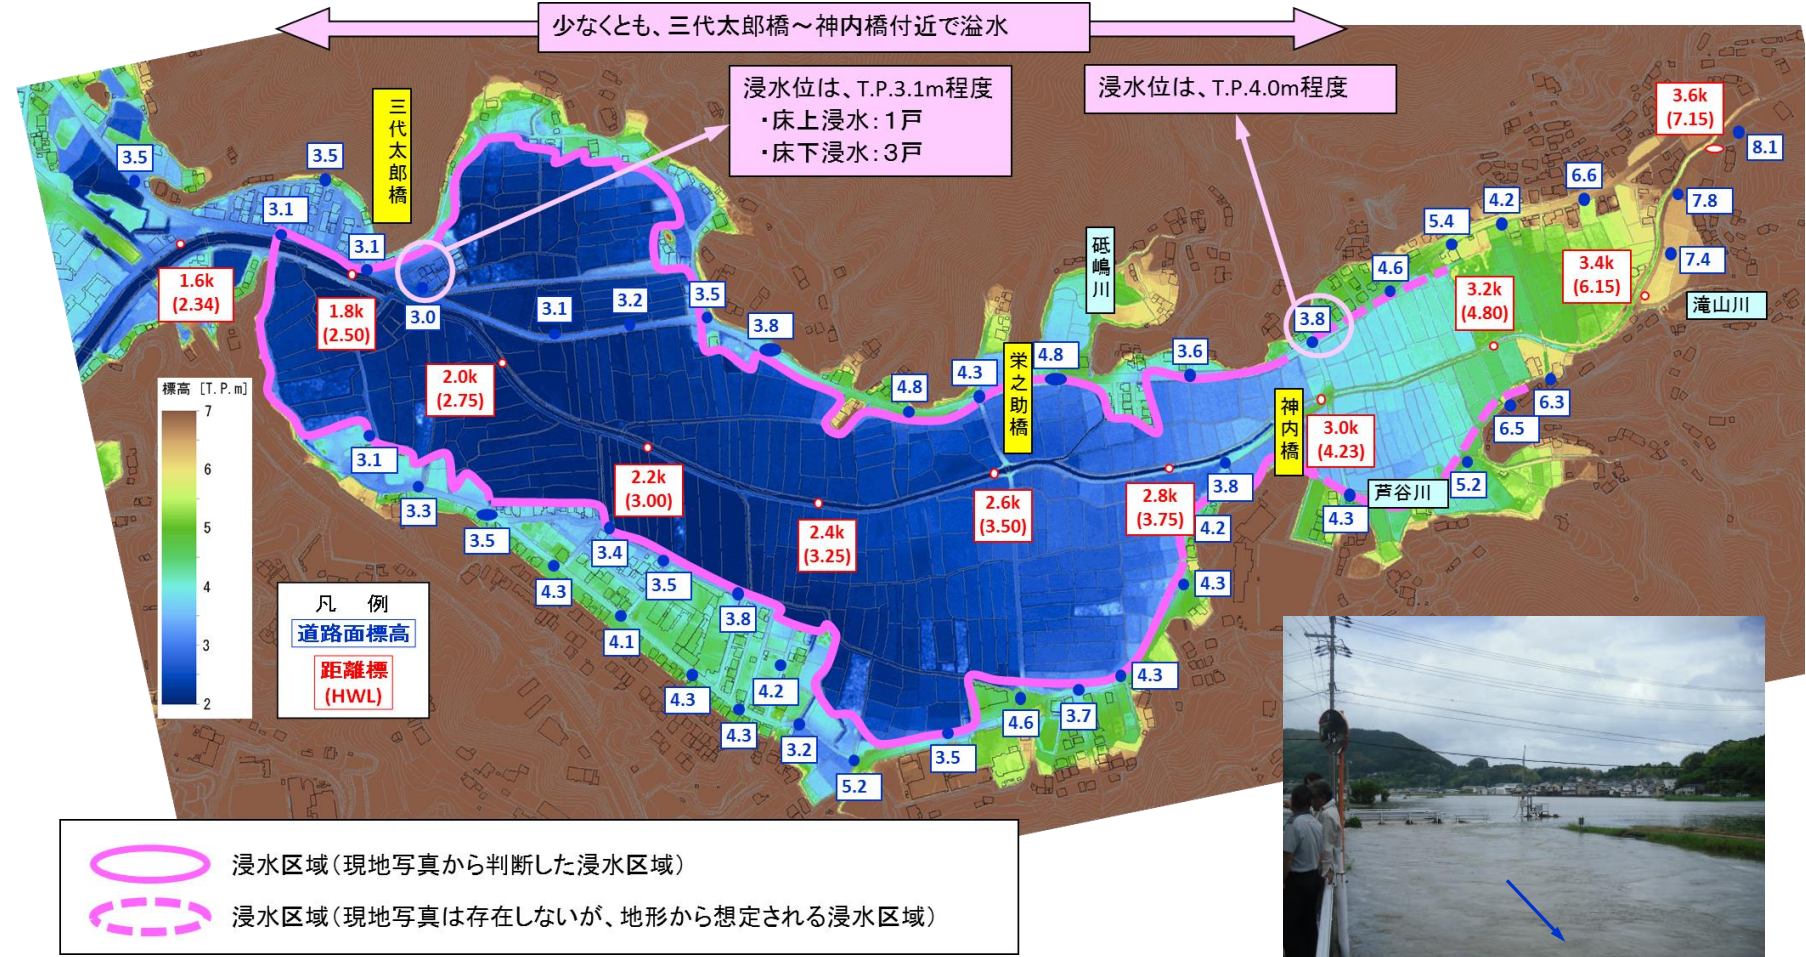 少なくとも、三代太郎橋～神内橋付近で溢水
浸水位は、T.P.3.1m程度
・床上浸水：１戸
・床下浸水：３戸
浸水位は、T.P.4.0m程度
三代太郎橋
砥嶋川
栄之助橋
神内橋
芦谷川
滝山川
3.6k
(7.15)
8.1
7.8
7.4
6.6
4.2
5.4
4.6
3.8
3.4k
(6.15)
3.2k
(4.80)
3.5
3.5
3.1
3.1
1.6k
(2.34)
1.8k
(2.50)
3.0
3.1
3.2
3.5
3.8
2.0k
(2.75)
4.8
4.3
4.8
3.6
6.3
6.5
5.2
3.0k
(4.23)
4.3
3.8
4.2
2.8k
(3.75)
2.6k
(3.50)
2.4k
(3.25)
2.2k
(3.00)
3.1
3.3
3.5
3.4
3.5
3.8
4.3
4.1
4.3
4.2
4.3
3.2
5.2
3.5
4.6
3.7
4.3
4.3
標高 [T.P.m]
7
6
5
4
3
2
凡　例
道路面標高
距離標
(HWL)
浸水区域（現地写真から判断した浸水区域）
浸水区域（現地写真は存在しないが、地形から想定される浸水区域）